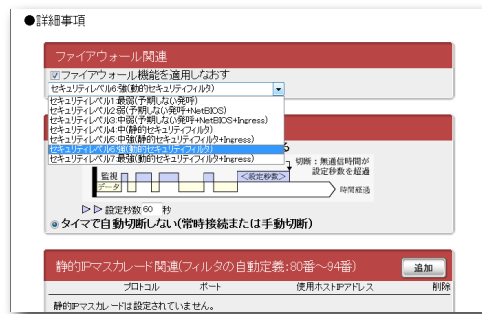 ●詳細事項
ファイアウォール関連
ファイアウォール機能を適用しなおす
セキュリティレベル6:強(動的セキュリティフィルタ)
セキュリティレベル1:最弱(予期しない発呼)
セキュリティレベル2:弱(予期しない発呼+NetBIOS)
セキュリティレベル3:中弱(予期しない発呼+NetBIOS+Ingress)
セキュリティレベル4:中(静的セキュリティフィルタ)
セキュリティレベル5:中強(静的セキュリティフィルタ+Ingress)
セキュリティレベル6:強(動的セキュリティフィルタ)
セキュリティレベル7:最強(動的セキュリティフィルタ+Ingress)
る
切断:無通信時間が
設定秒数を超過
監視
<設定秒数>
データ
時間経過
▷▷設定秒数 60 秒
タイマで自動切断しない(常時接続または手動切断)
静的IPマスカレード関連(フィルタの自動定義:80番~94番)
追加
プロトコル ポート 使用ホストIPアドレス 削除
静的IPマスカレードは設定されていません。